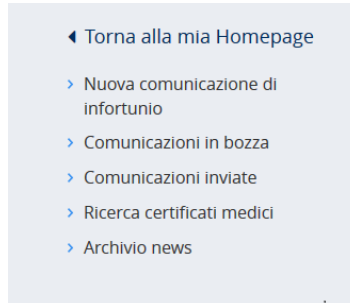 Torna alla mia Homepage
Nuova comunicazione di
infortunio
Comunicazioni in bozza
Comunicazioni inviate
Ricerca certificati medici
Archivio news